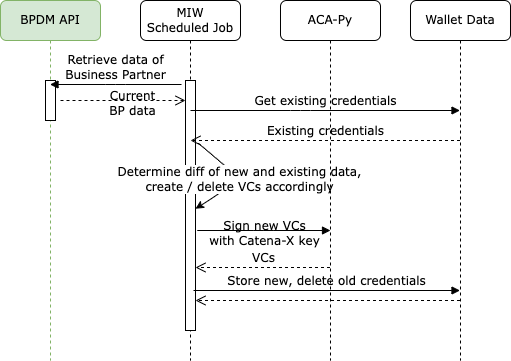 BPDM API
MIW
Scheduled Job
ACA-Py
Wallet Data
Retrieve data of
Business Partner
Current
BP data
Get existing credentials
Existing credentials
Determine diff of new and existing data,
create / delete VCs accordingly
Sign new VCs
with Catena-X key
VCs
Store new, delete old credentials